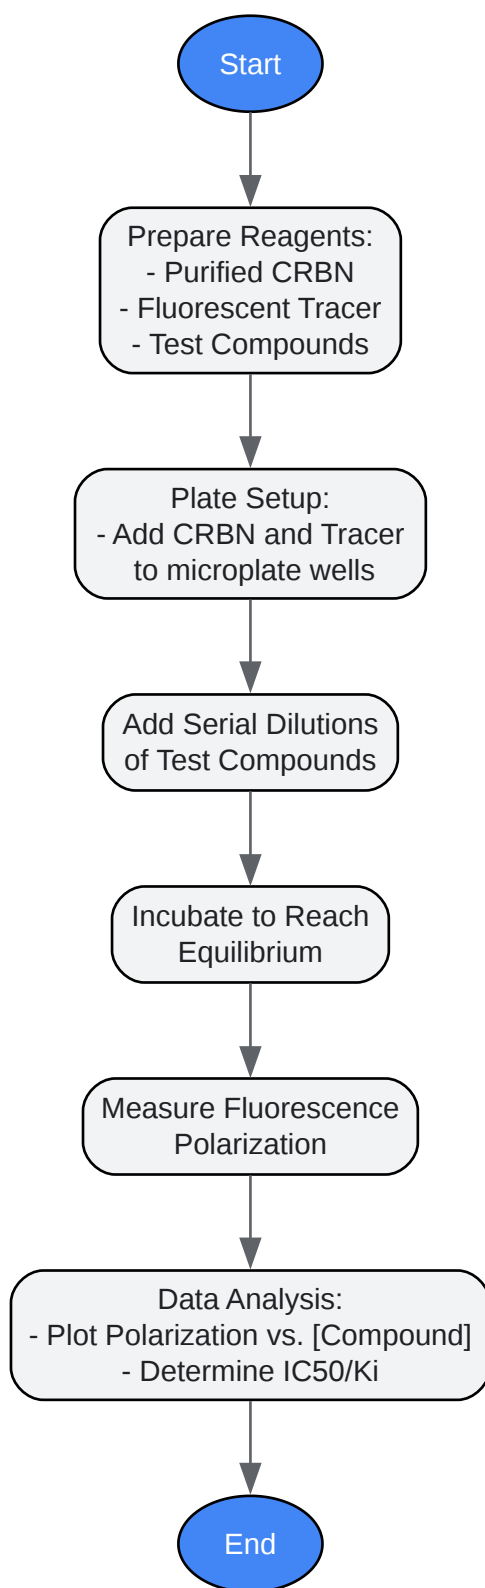 Start
Prepare Reagents:
- Purified CRBN
- Fluorescent Tracer
- Test Compounds
Plate Setup:
- Add CRBN and Tracer
to microplate wells
Add Serial Dilutions
of Test Compounds
Incubate to Reach
Equilibrium
Measure Fluorescence
Polarization
Data Analysis:
- Plot Polarization vs. [Compound]
- Determine IC50/Ki
End